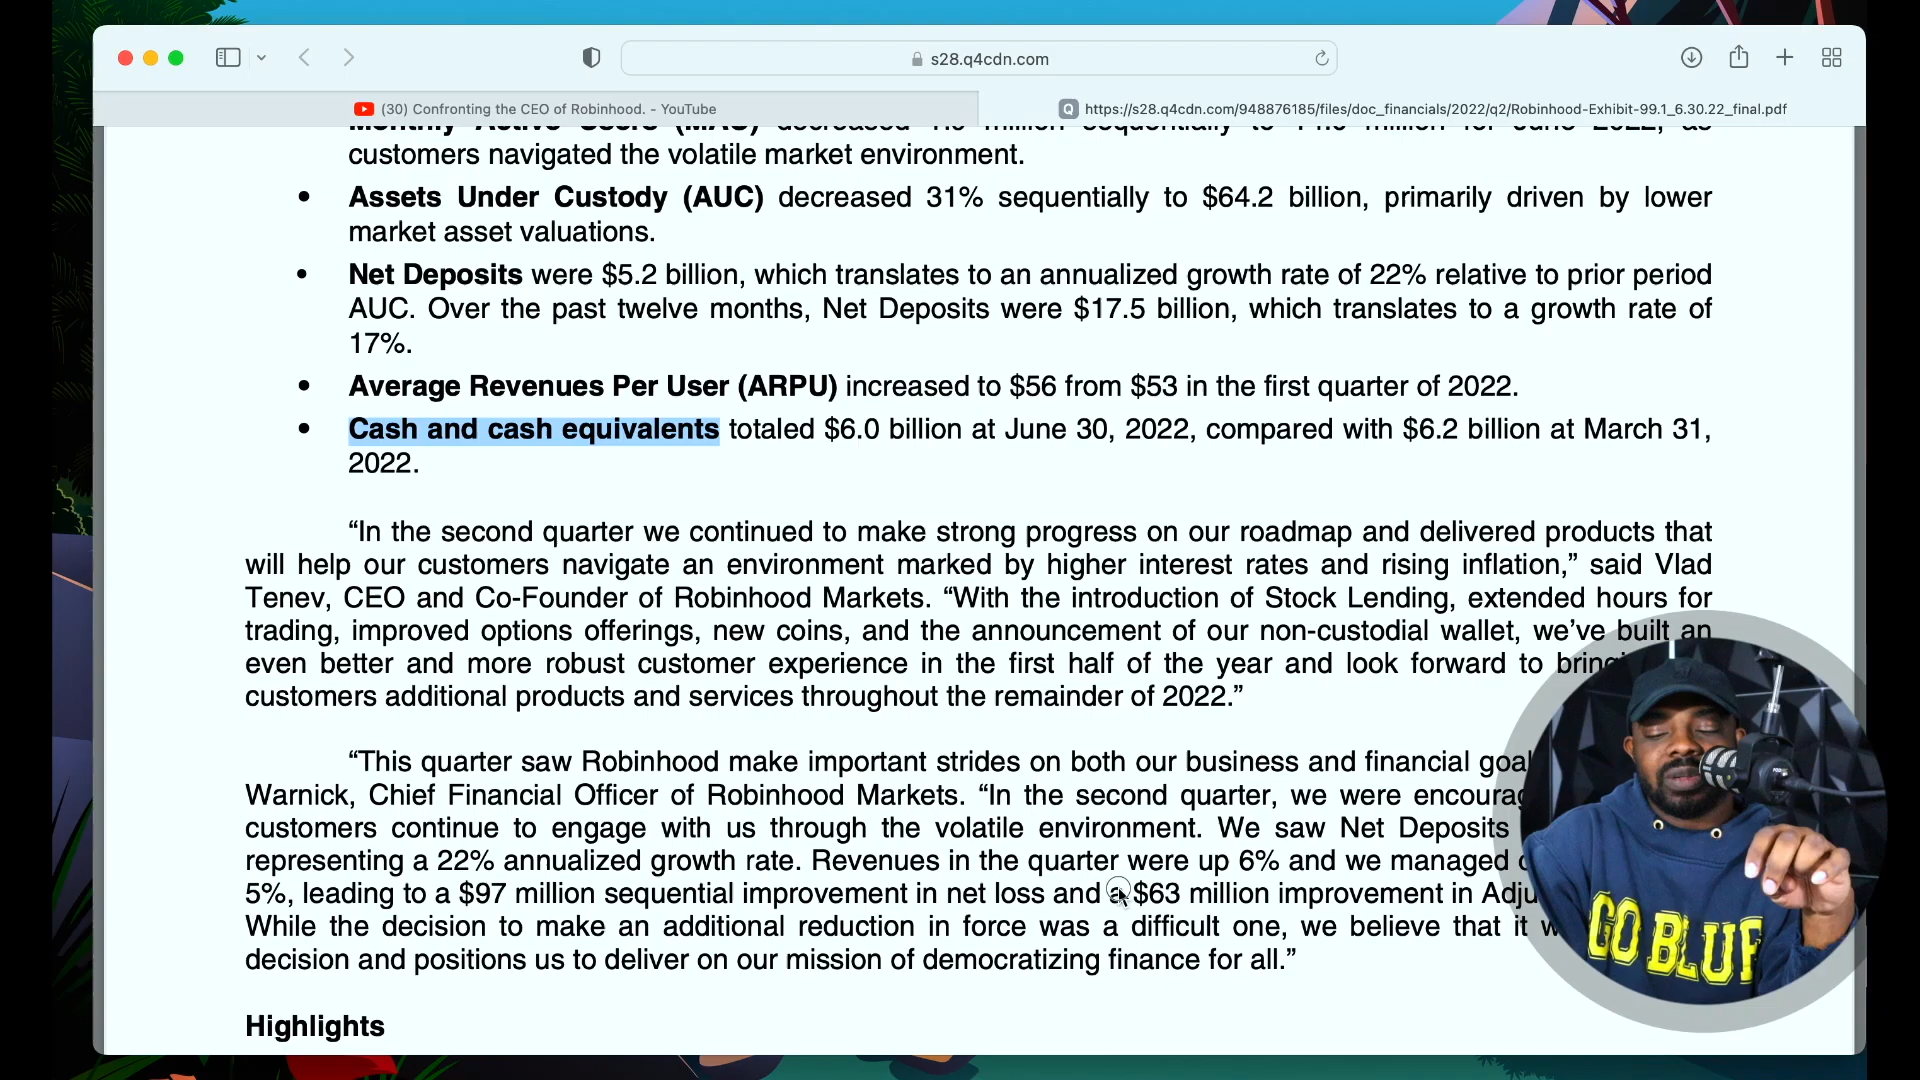 s28.q4cdn.com
(30) Confronting the CEO of Robinhood. - YouTube
Q https://s28.q4cdn.com/948876185/files/doc_financials/2022/q2/Robinhood-Exhibit-99.1_6.30.22_final.pdf
Monthly Active Users (MAU) decreased million sequentially to million for June 2022, as
customers navigated the volatile market environment.
• Assets Under Custody (AUC) decreased 31% sequentially to $64.2 billion, primarily driven by lower
market asset valuations.
• Net Deposits were $5.2 billion, which translates to an annualized growth rate of 22% relative to prior period
AUC. Over the past twelve months, Net Deposits were $17.5 billion, which translates to a growth rate of
17%.
• Average Revenues Per User (ARPU) increased to $56 from $53 in the first quarter of 2022.
• Cash and cash equivalents totaled $6.0 billion at June 30, 2022, compared with $6.2 billion at March 31,
2022.
“In the second quarter we continued to make strong progress on our roadmap and delivered products that
will help our customers navigate an environment marked by higher interest rates and rising inflation,” said Vlad
Tenev, CEO and Co-Founder of Robinhood Markets. “With the introduction of Stock Lending, extended hours for
trading, improved options offerings, new coins, and the announcement of our non-custodial wallet, we’ve built an
even better and more robust customer experience in the first half of the year and look forward to
customers additional products and services throughout the remainder of 2022.”
“This quarter saw Robinhood make important strides on both our business and financial
Warnick, Chief Financial Officer of Robinhood Markets. “In the second quarter, we were
customers continue to engage with us through the volatile environment. We saw Net Deposits
representing a 22% annualized growth rate. Revenues in the quarter were up 6% and we managed
5%, leading to a $97 million sequential improvement in net loss and a $63 million improvement in
While the decision to make an additional reduction in force was a difficult one, we believe that it
decision and positions us to deliver on our mission of democratizing finance for all.”
Highlights
GO BLUE